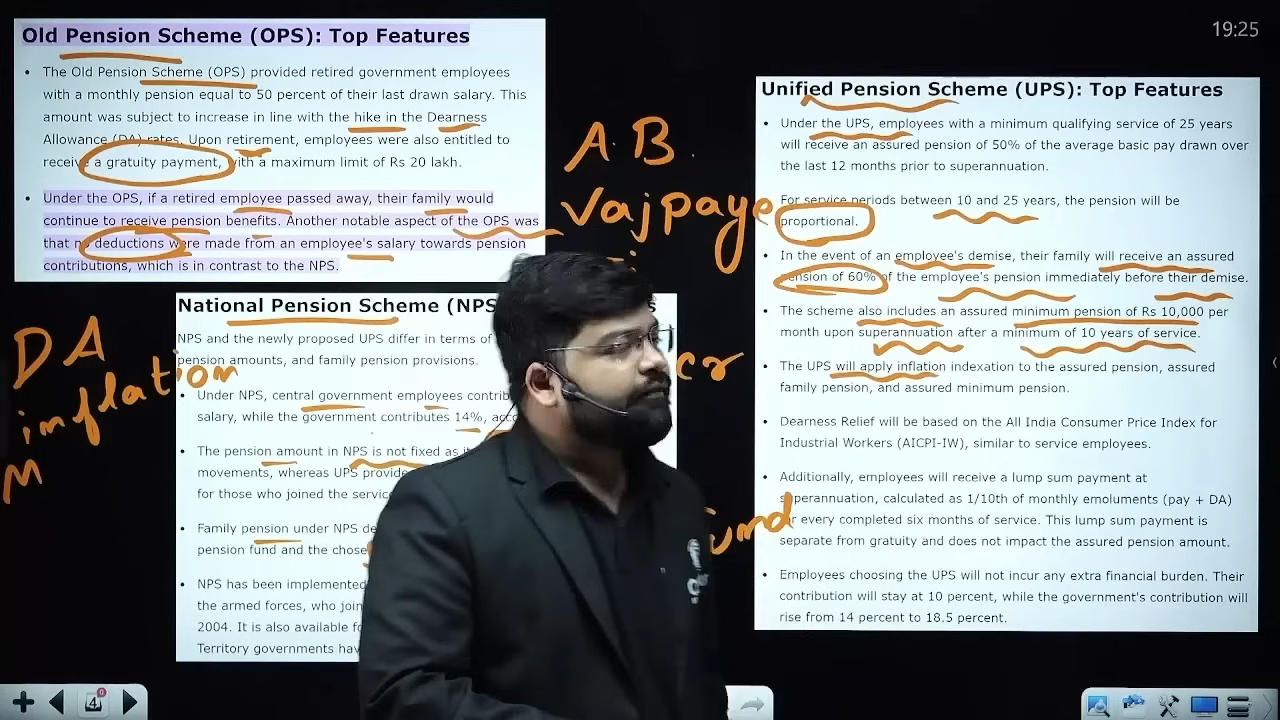 19:25
Old Pension Scheme (OPS): Top Features
• The Old Pension Scheme (OPS) provided retired government employees
with a monthly pension equal to 50 percent of their last drawn salary. This
amount was subject to increase in line with the hike in the Dearness
Allowance (DA) rates. Upon retirement, employees were also entitled to
receive a gratuity payment, with a maximum limit of Rs 20 lakh.
• Under the OPS, if a retired employee passed away, their family would
continue to receive pension benefits. Another notable aspect of the OPS was
that no deductions were made from an employee's salary towards pension
contributions, which is in contrast to the NPS.
A.B.
Vajpaye
DA
inflation
M
National Pension Scheme (NPS
NPS and the newly proposed UPS differ in terms of
pension amounts, and family pension provisions.
• Under NPS, central government employees contrib
salary, while the government contributes 14%, acco
• The pension amount in NPS is not fixed as i
movements, whereas UPS provide
for those who joined the service
• Family pension under NPS de
pension fund and the chose
• NPS has been implemented
the armed forces, who join
2004. It is also available fo
Territory governments hav
cr
Fund
Unified Pension Scheme (UPS): Top Features
• Under the UPS, employees with a minimum qualifying service of 25 years
will receive an assured pension of 50% of the average basic pay drawn over
the last 12 months prior to superannuation.
• For service periods between 10 and 25 years, the pension will be
proportional.
• In the event of an employee's demise, their family will receive an assured
pension of 60% of the employee's pension immediately before their demise.
• The scheme also includes an assured minimum pension of Rs 10,000 per
month upon superannuation after a minimum of 10 years of service.
• The UPS will apply inflation indexation to the assured pension, assured
family pension, and assured minimum pension.
• Dearness Relief will be based on the All India Consumer Price Index for
Industrial Workers (AICPI-IW), similar to service employees.
• Additionally, employees will receive a lump sum payment at
superannuation, calculated as 1/10th of monthly emoluments (pay + DA)
for every completed six months of service. This lump sum payment is
separate from gratuity and does not impact the assured pension amount.
• Employees choosing the UPS will not incur any extra financial burden. Their
contribution will stay at 10 percent, while the government's contribution will
rise from 14 percent to 18.5 percent.
4